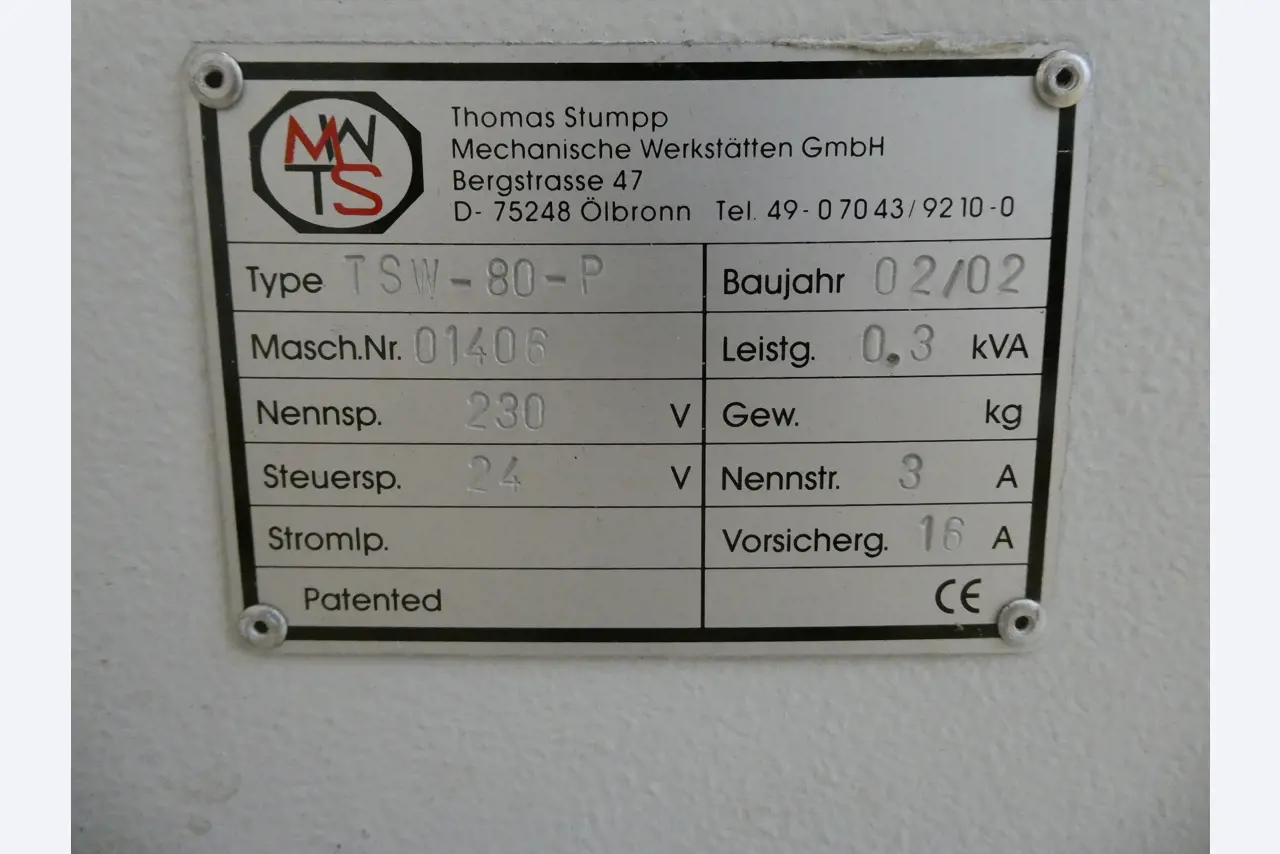 MW
TS
Thomas Stumpp
Mechanische Werkstätten GmbH
Bergstrasse 47
D- 75248 Ölbronn Tel. 49-07043/9210-0
Type TSW-80-P
Baujahr 02/02
Masch.Nr. 01406
Leistg. 0.3 kVA
Nennsp. 230 V
Gew. kg
Steuersp. 24 V
Nennstr. 3 A
Stromlp.
Vorsicherg. 16 A
Patented
CE